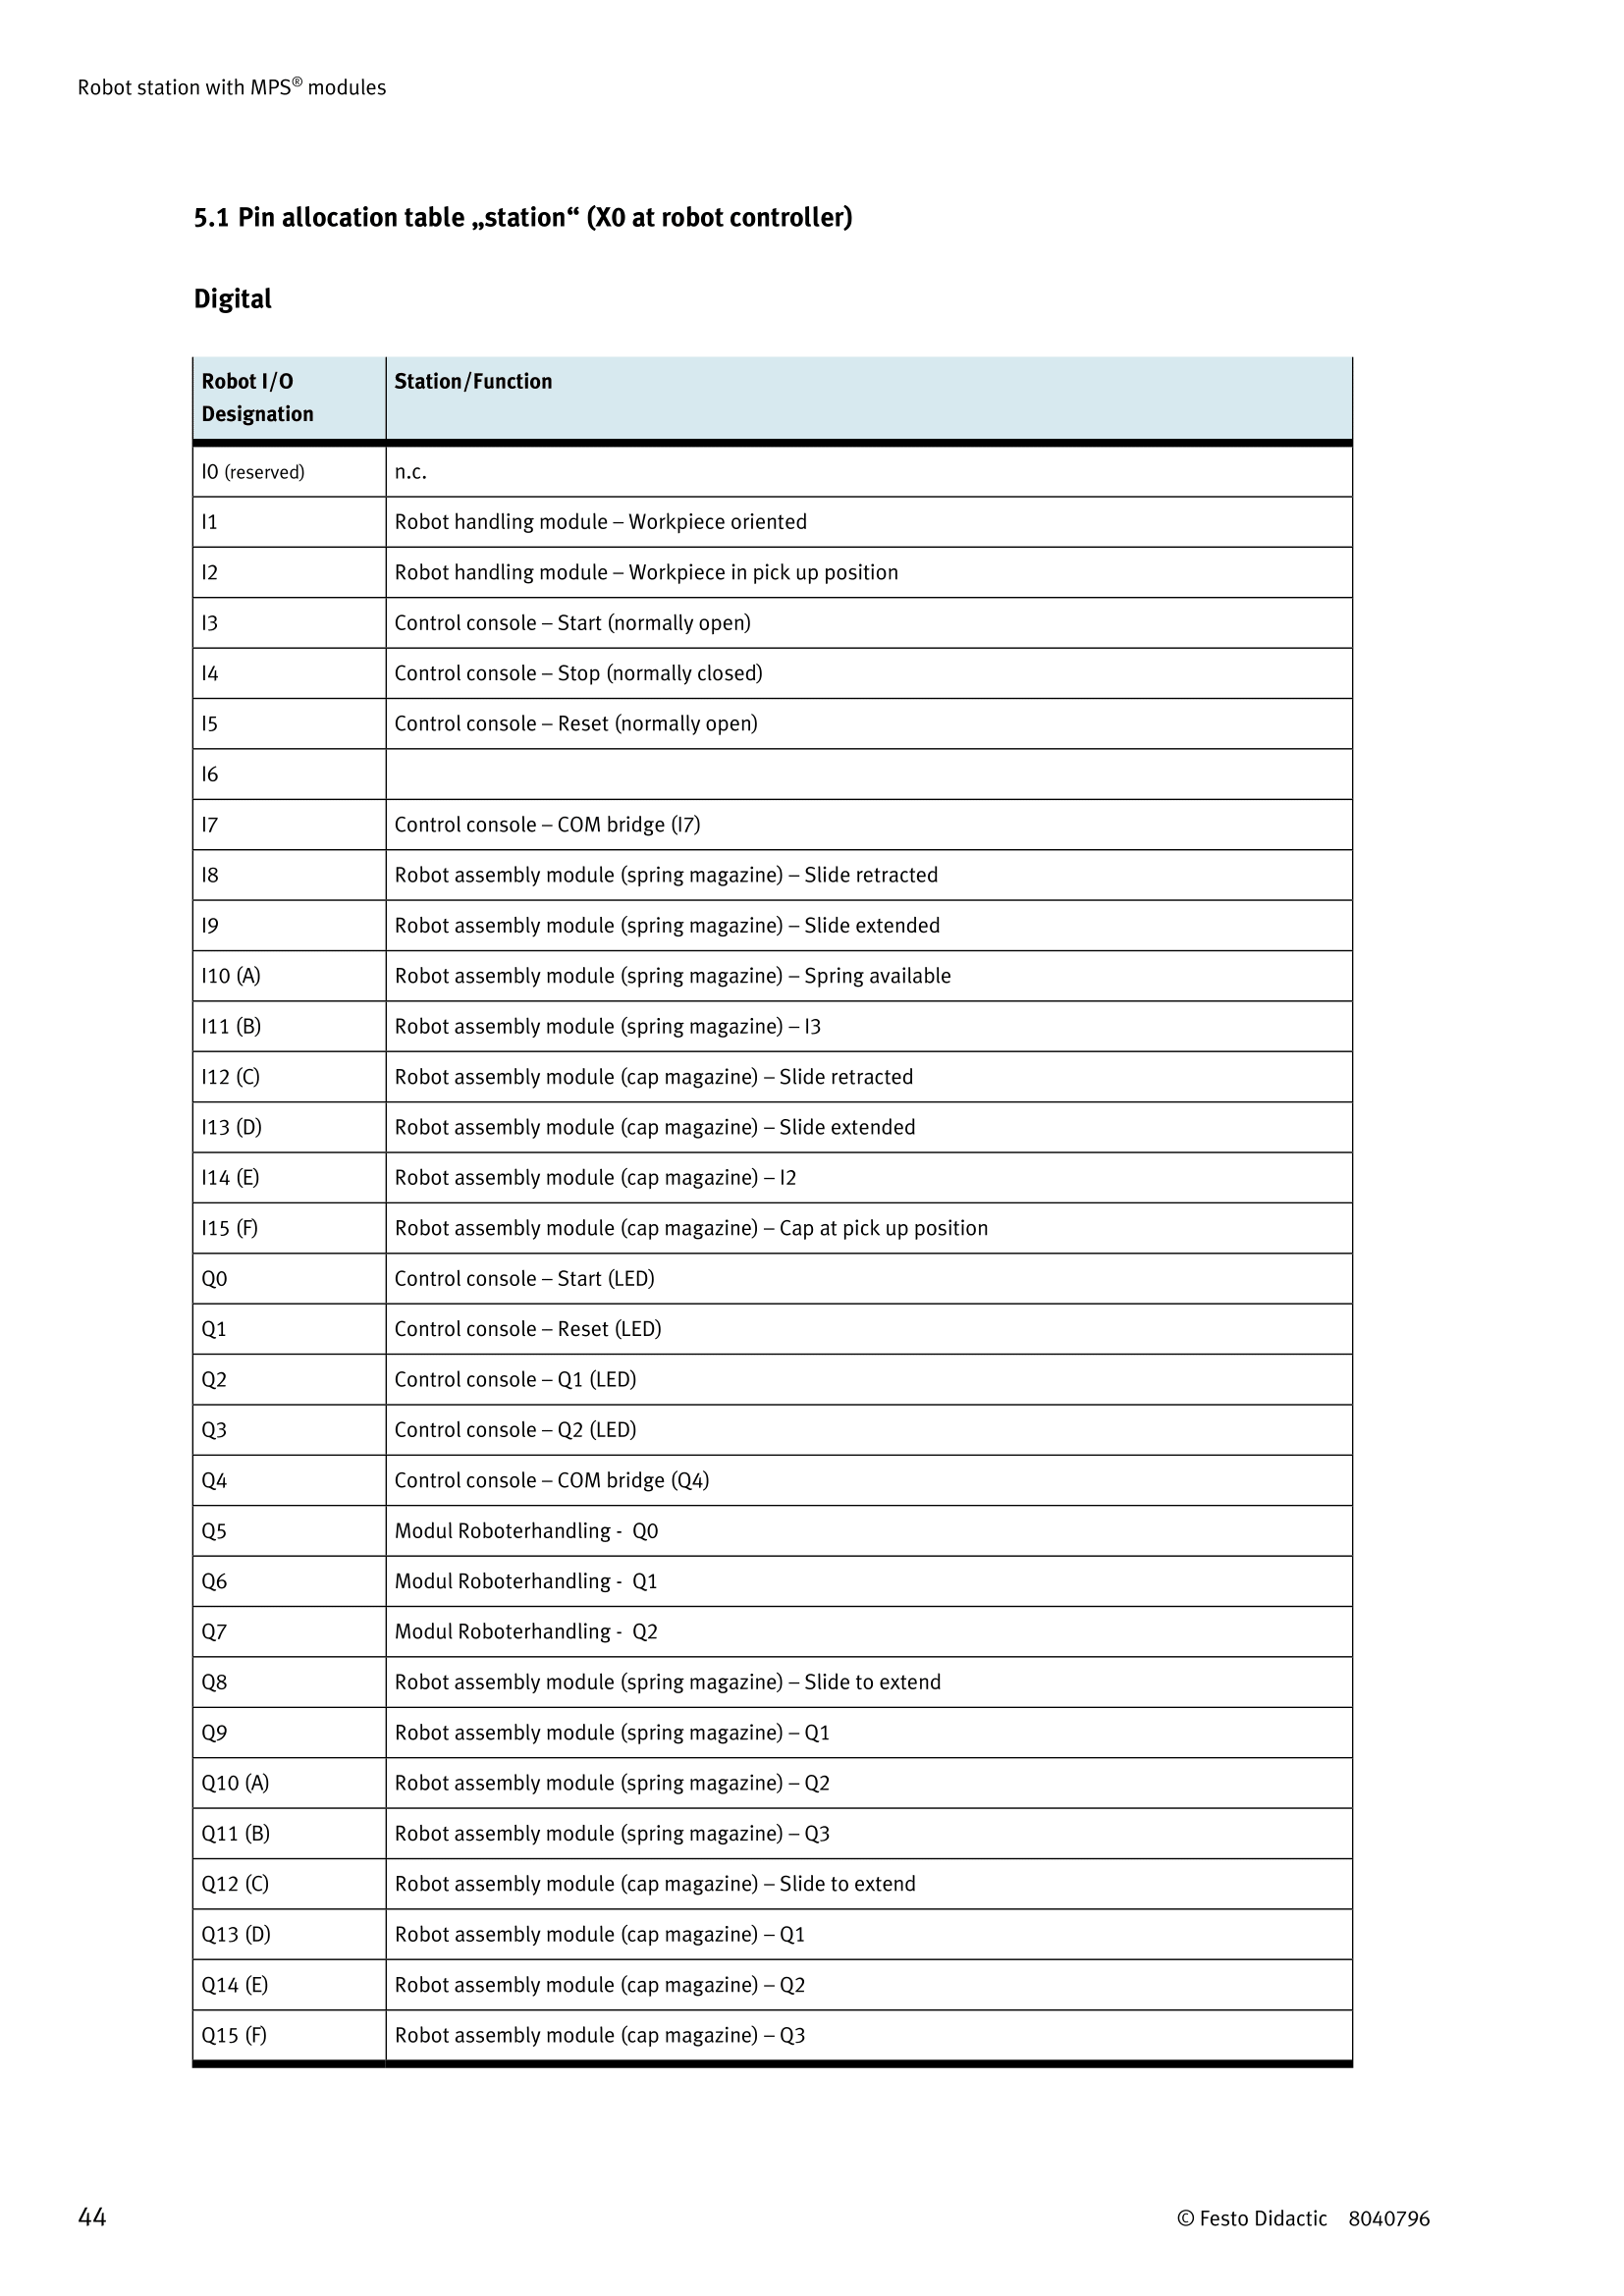 Robot station with MPS® modules
5.1 Pin allocation table „station“ (X0 at robot controller)
Digital
Robot I/O Designation Station/Function
I0 (reserved) n.c.
I1 Robot handling module – Workpiece oriented
I2 Robot handling module – Workpiece in pick up position
I3 Control console – Start (normally open)
I4 Control console – Stop (normally closed)
I5 Control console – Reset (normally open)
I6
I7 Control console – COM bridge (I7)
I8 Robot assembly module (spring magazine) – Slide retracted
I9 Robot assembly module (spring magazine) – Slide extended
I10 (A) Robot assembly module (spring magazine) – Spring available
I11 (B) Robot assembly module (spring magazine) – I3
I12 (C) Robot assembly module (cap magazine) – Slide retracted
I13 (D) Robot assembly module (cap magazine) – Slide extended
I14 (E) Robot assembly module (cap magazine) – I2
I15 (F) Robot assembly module (cap magazine) – Cap at pick up position
Q0 Control console – Start (LED)
Q1 Control console – Reset (LED)
Q2 Control console – Q1 (LED)
Q3 Control console – Q2 (LED)
Q4 Control console – COM bridge (Q4)
Q5 Modul Roboterhandling - Q0
Q6 Modul Roboterhandling - Q1
Q7 Modul Roboterhandling - Q2
Q8 Robot assembly module (spring magazine) – Slide to extend
Q9 Robot assembly module (spring magazine) – Q1
Q10 (A) Robot assembly module (spring magazine) – Q2
Q11 (B) Robot assembly module (spring magazine) – Q3
Q12 (C) Robot assembly module (cap magazine) – Slide to extend
Q13 (D) Robot assembly module (cap magazine) – Q1
Q14 (E) Robot assembly module (cap magazine) – Q2
Q15 (F) Robot assembly module (cap magazine) – Q3
44 © Festo Didactic 8040796